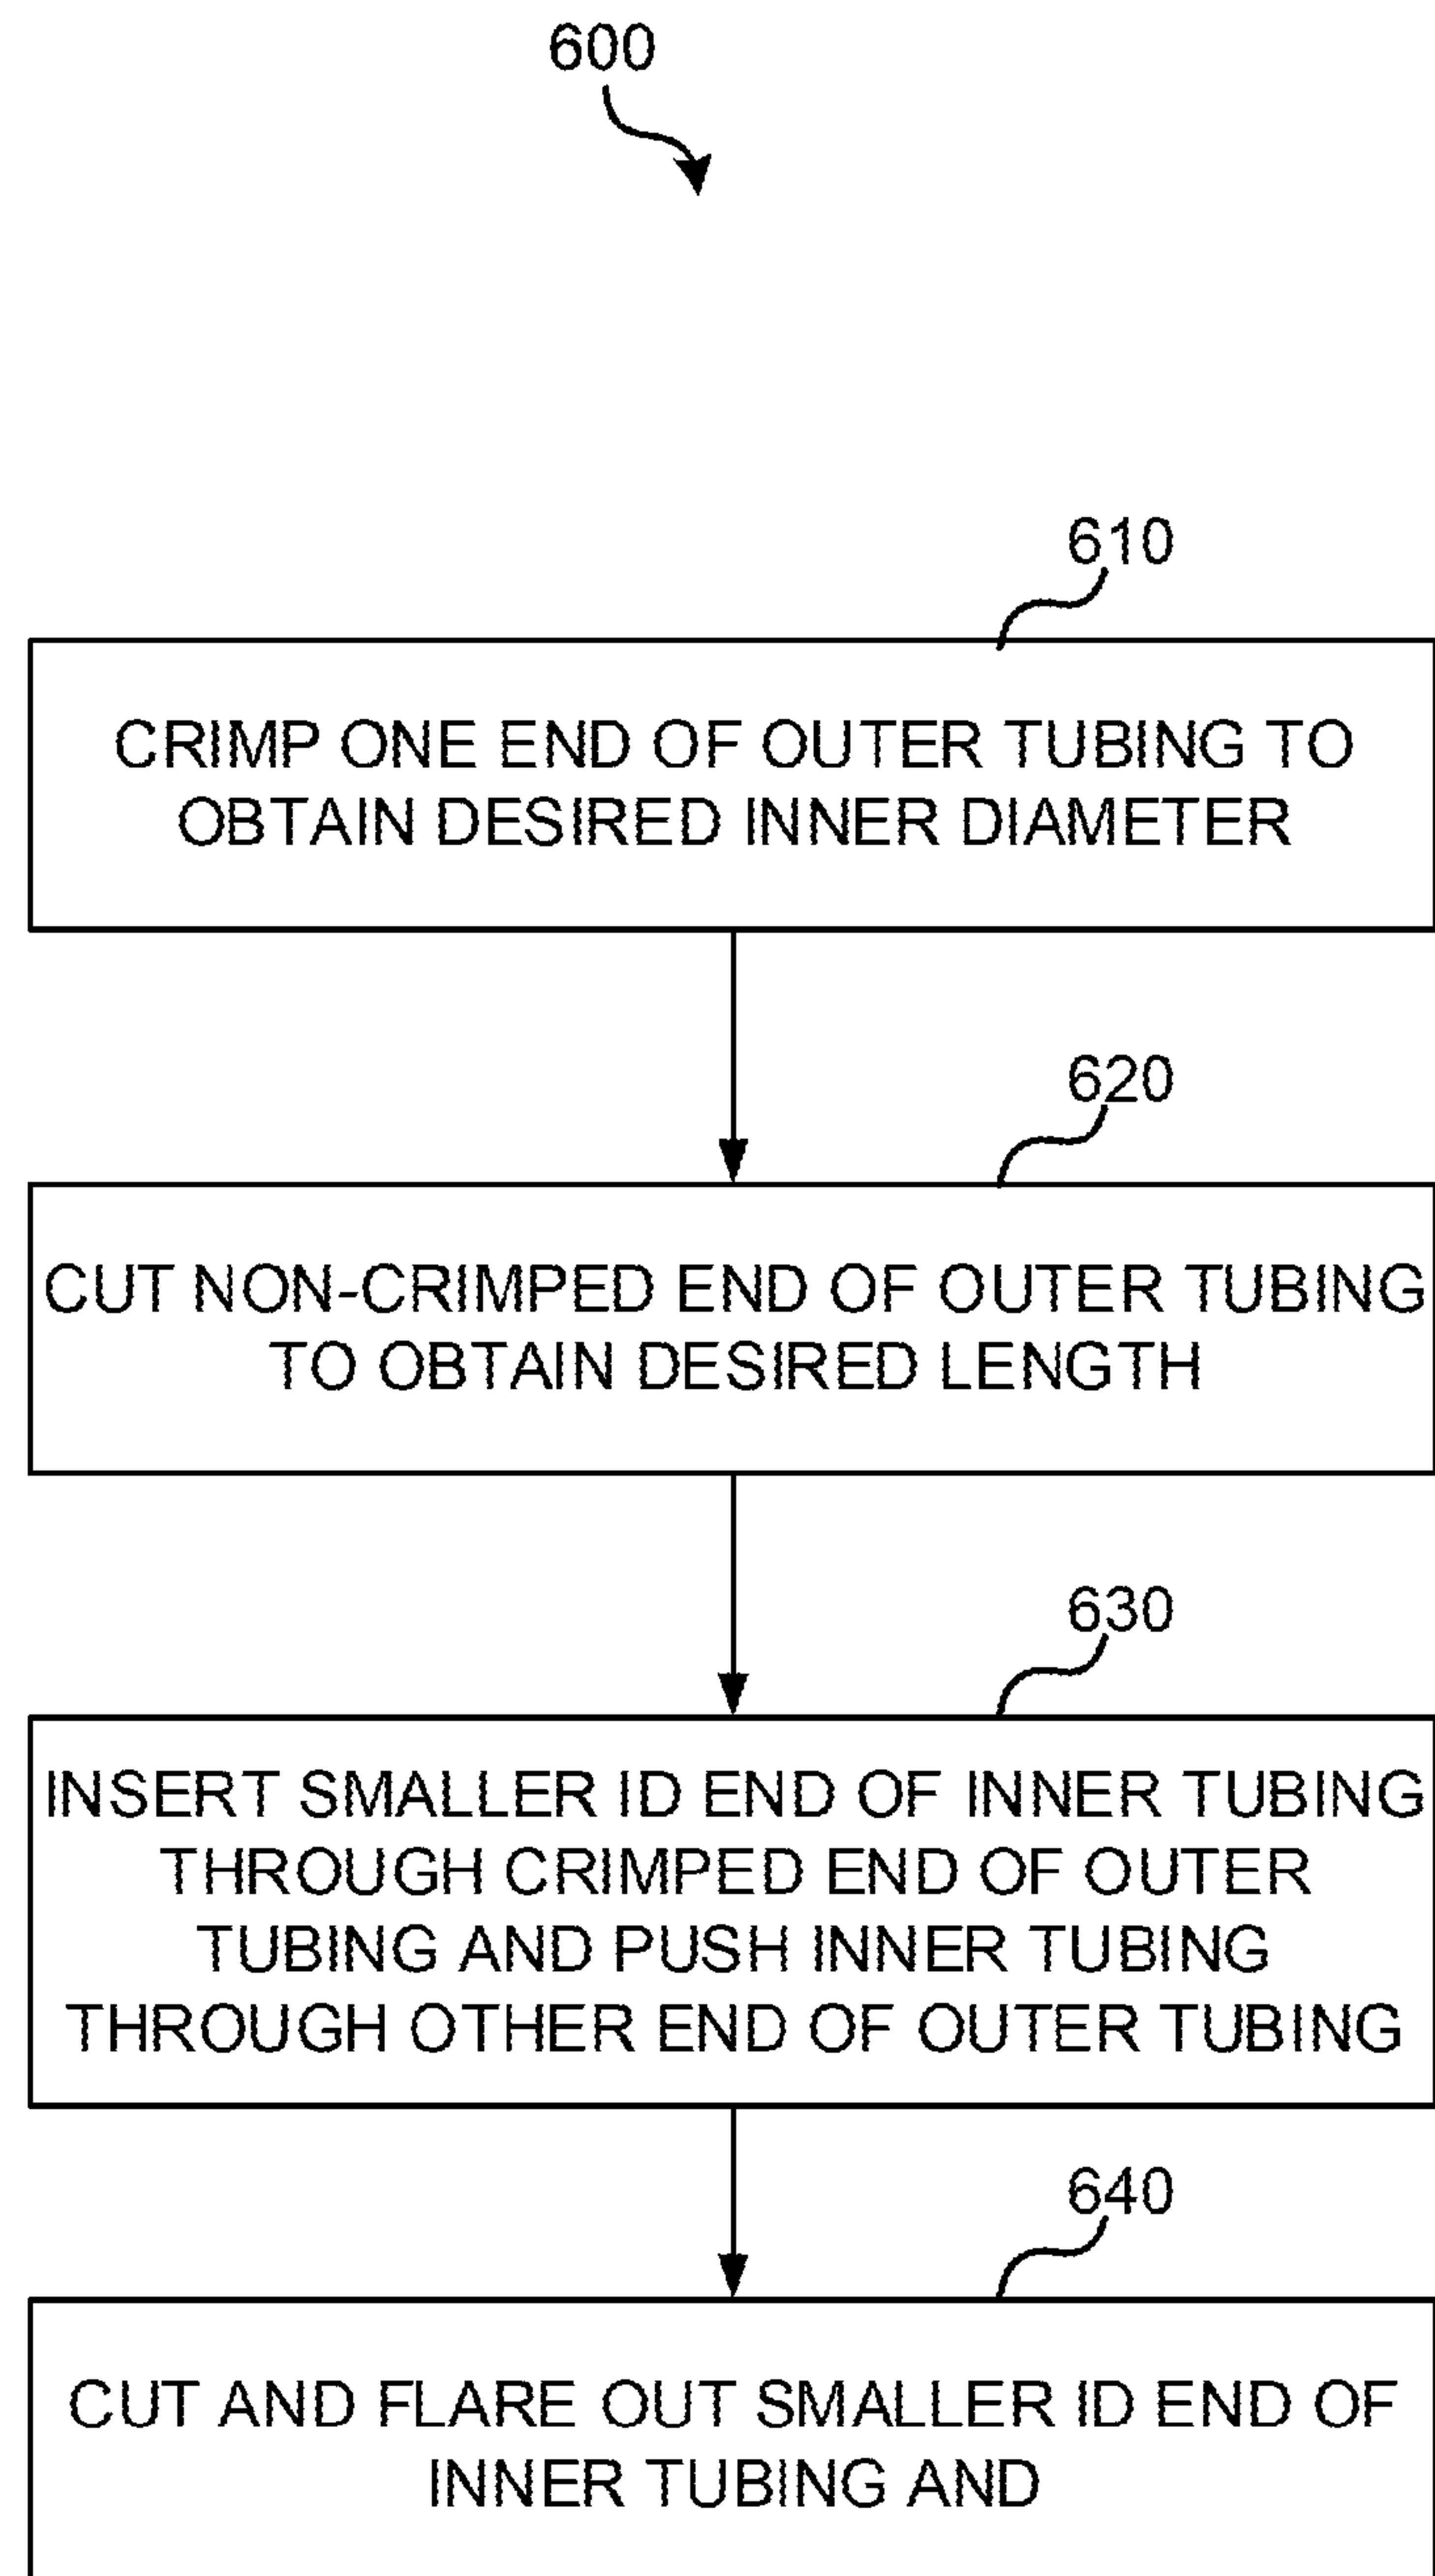 600
610
CRIMP ONE END OF OUTER TUBING TO
OBTAIN DESIRED INNER DIAMETER
620
CUT NON-CRIMPED END OF OUTER TUBING
TO OBTAIN DESIRED LENGTH
630
INSERT SMALLER ID END OF INNER TUBING
THROUGH CRIMPED END OF OUTER
TUBING AND PUSH INNER TUBING
THROUGH OTHER END OF OUTER TUBING
640
CUT AND FLARE OUT SMALLER ID END OF
INNER TUBING AND